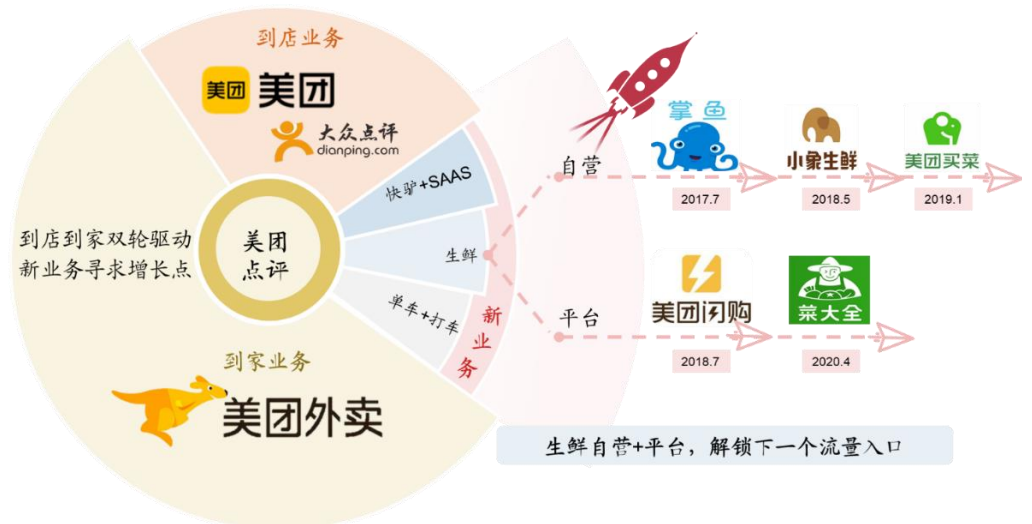 到店业务
美团 美团
大众点评
dianping.com
到店到家双轮驱动
新业务寻求增长点
美团
点评
快驴+SAAS
生鲜
单车+打车
新业务
到家业务
美团外卖
自营
掌鱼
2017.7
小象生鲜
2018.5
美团买菜
2019.1
平台
美团闪购
2018.7
菜大全
2020.4
生鲜自营+平台，解锁下一个流量入口